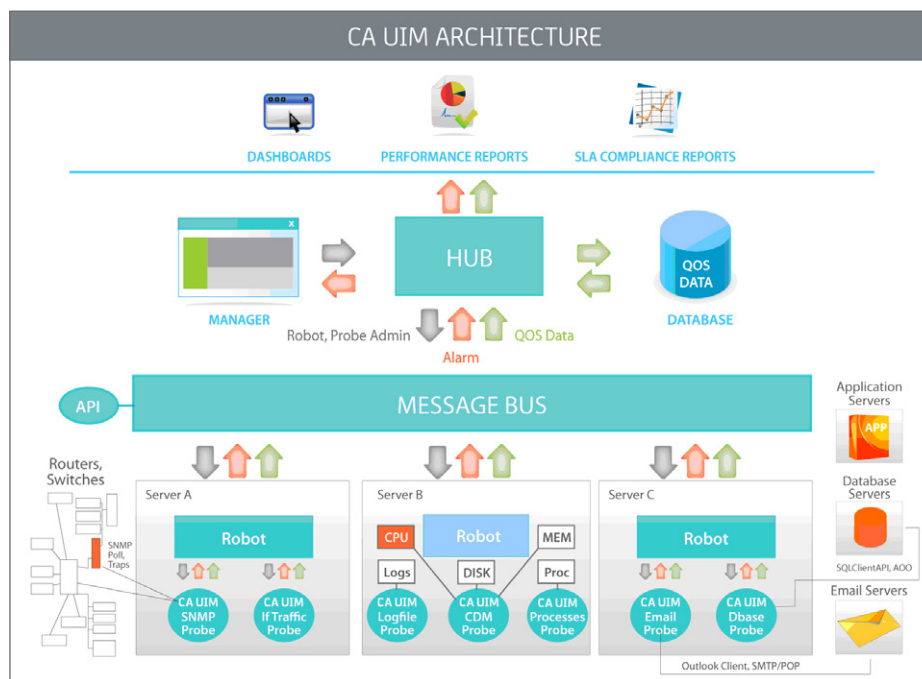 CA UIM ARCHITECTURE
DASHBOARDS
PERFORMANCE REPORTS
SLA COMPLIANCE REPORTS
X
HUB
QOS
DATA
MANAGER
DATABASE
Robot, Probe Admin
QOS Data
Alarm
API
MESSAGE BUS
Application
Servers
APP
Routers,
Switches
Server A
Server B
Server C
Database
Servers
Robot
CPU
Robot
MEM
Robot
SNMP
Poll,
Traps
Logs
DISK
Proc
SQLClientAPI, AOO
CA UIM
SNMP
Probe
CA UIM
If Traffic
Probe
CA UIM
Logfile
Probe
CA UIM
CDM
Probe
CA UIM
Processes
Probe
CA UIM
Email
Probe
CA UIM
Dbase
Probe
Email Servers
Outlook Client, SMTP/POP